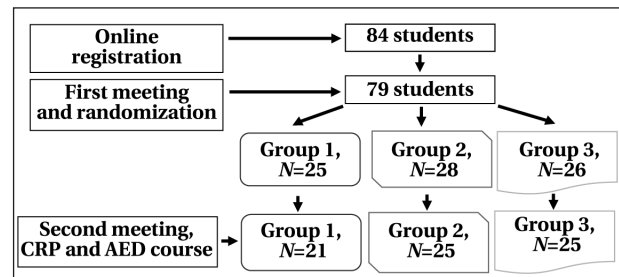 Online
registration
84 students
First meeting
and randomization
79 students
Group 1,
N=25
Group 2,
N=28
Group 3,
N=26
Second meeting,
CRP and AED course
Group 1,
N=21
Group 2,
N=25
Group 3,
N=25